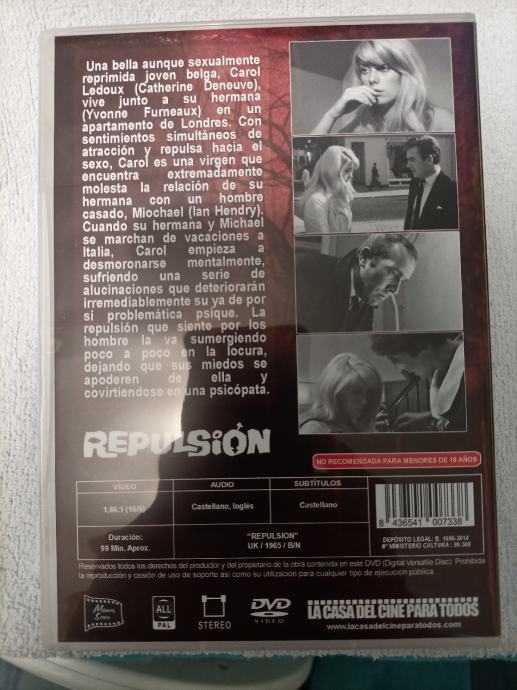 Una bella aunque sexualmente
reprimida joven belga, Carol
Ledoux (Catherine Deneuve),
vive junto a su hermana
(Yvonne Furneaux) en un
apartamento de Londres. Con
sentimientos simultáneos de
atracción y repulsa hacia el
sexo, Carol es una virgen que
encuentra extremadamente
molesta la relación de su
hermana con un hombre
casado, Miochael (Ian Hendry).
Cuando su hermana y Michael
se marchan de vacaciones a
Italia, Carol empieza a
desmoronarse mentalmente,
sufriendo una serie de
alucinaciones que deteriorarán
irremediablemente su ya de por
si problemática psique. La
repulsión que siente por los
hombre la va sumergiendo
poco a poco en la locura,
dejando que sus miedos se
apoderen de ella y
covirtiendose en una psicópata.
REPULSIÓN
NO RECOMENDADA PARA MENORES DE 18 AÑOS
VÍDEO AUDIO SUBTÍTULOS
1,66:1 (16/9) Castellano, Inglés Castellano
Duración:
99 Min. Aprox.
"REPULSION"
UK / 1965 / B/N
8 436541 007338
DEPÓSITO LEGAL: B. 1696-2014
Nº MINISTERIO CULTURA: 99.348
Reservados todos los derechos del productor y del propietario de la obra contenida en este DVD (Digital Versatile Disc). Prohibida
la reproducción y cesión de uso de soporte así como su utilización para cualquier tipo de ejecución pública.
ALL
PAL
STEREO
DVD
VIDEO
LA CASA DEL CINE PARA TODOS
www.lacasadelcineparatodos.com